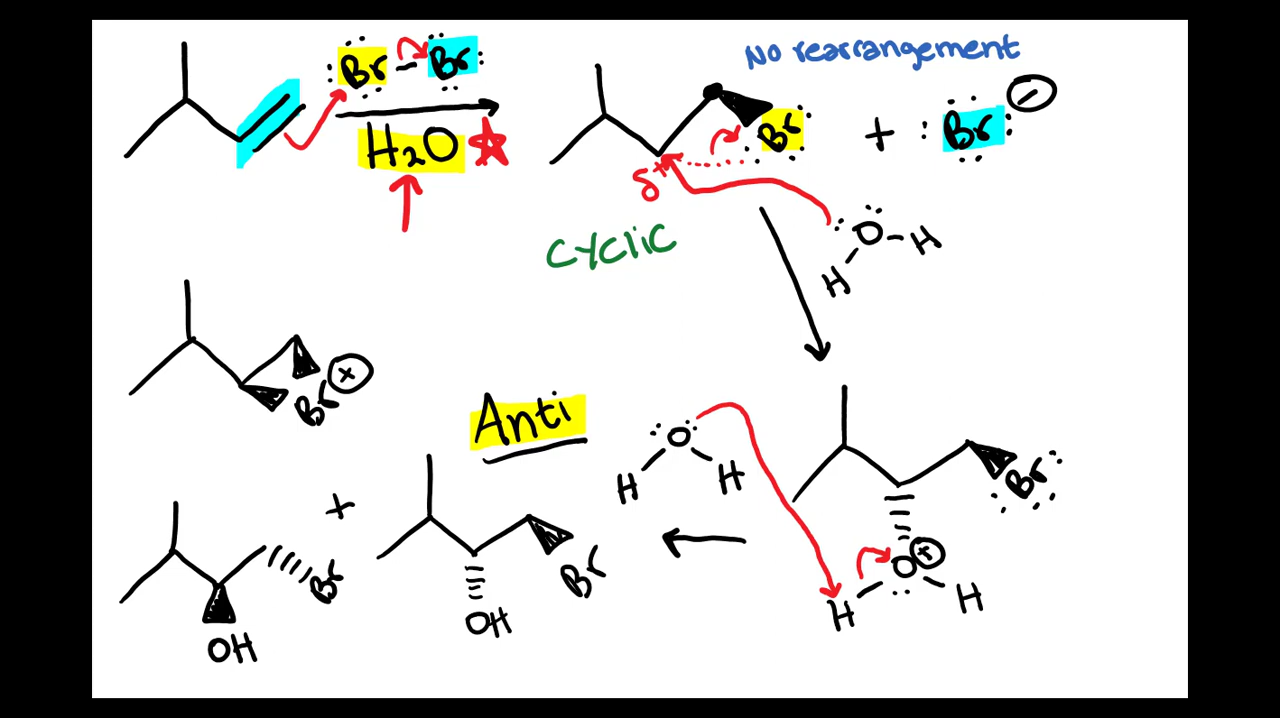 Br – Br
No rearrangement
H₂O
Br + Br –
δ+
O–H
H
CYCLIC
Br +
Anti
O
H H
Br
+
O +
H H
Br
Br
OH
OH